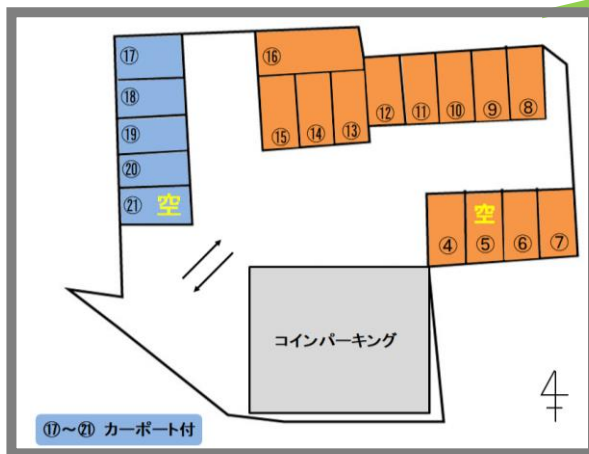 ⑰
⑱
⑲
⑳
㉑ 空
⑯
⑮ ⑭ ⑬
⑫ ⑪ ⑩ ⑨ ⑧
空
④ ⑤ ⑥ ⑦
コインパーキング
⑰～㉑ カーポート付